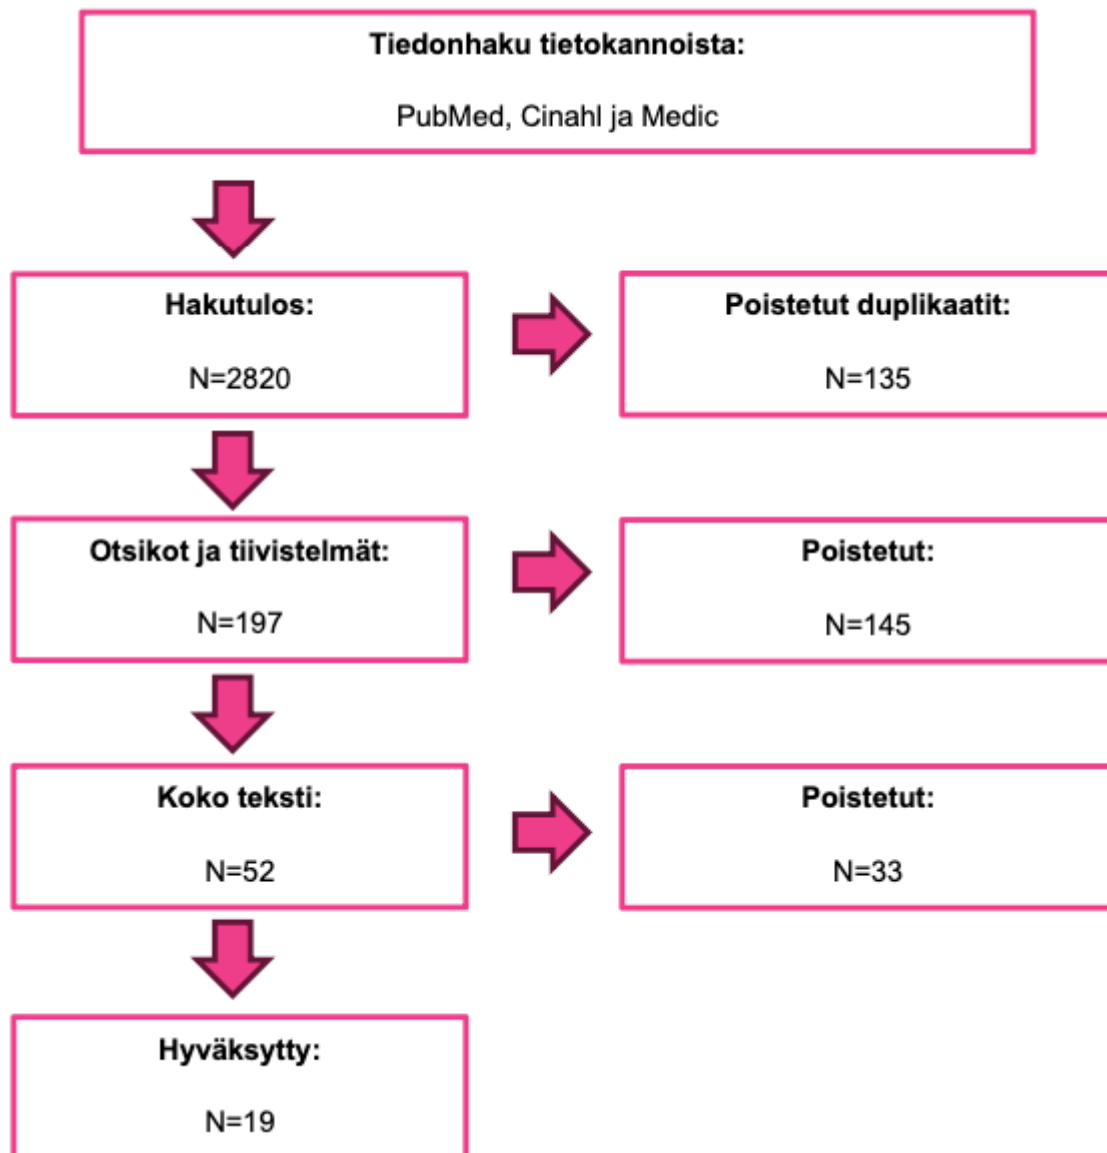 Tiedonhaku tietokannoista:
PubMed, Cinahl ja Medic
Hakutulos:
N=2820
Poistetut duplikaatit:
N=135
Otsikot ja tiivistelmät:
N=197
Poistetut:
N=145
Koko teksti:
N=52
Poistetut:
N=33
Hyväksytty:
N=19